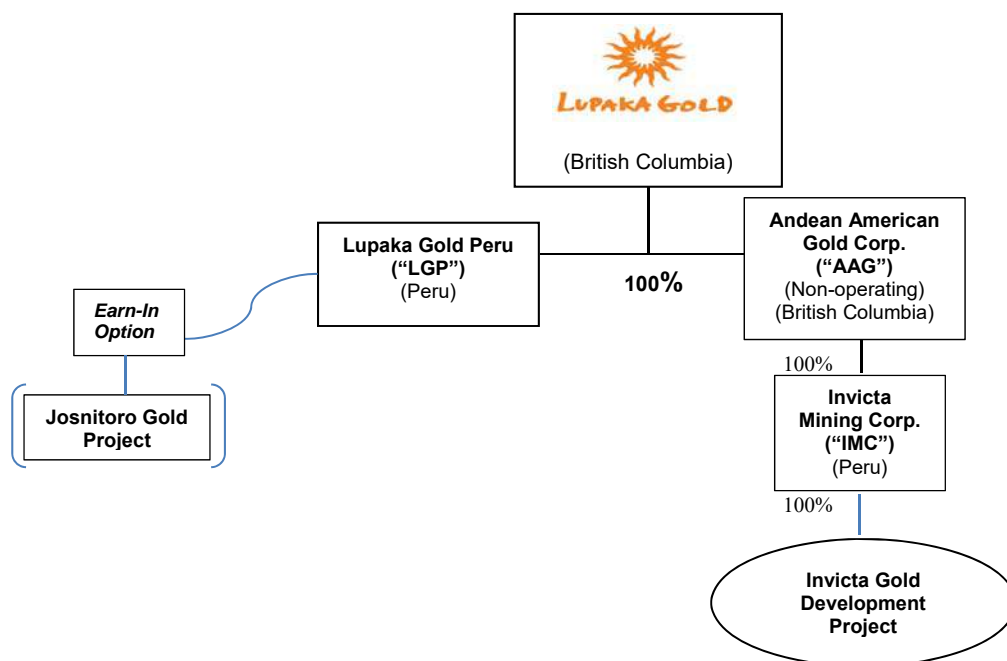 LUPAKA GOLD
(British Columbia)
Lupaka Gold Peru
(“LGP”)
(Peru)
100%
Andean American
Gold Corp.
(“AAG”)
(Non-operating)
(British Columbia)
Earn-In
Option
Josnitoro Gold
Project
100%
Invicta
Mining Corp.
(“IMC”)
(Peru)
100%
Invicta Gold
Development
Project